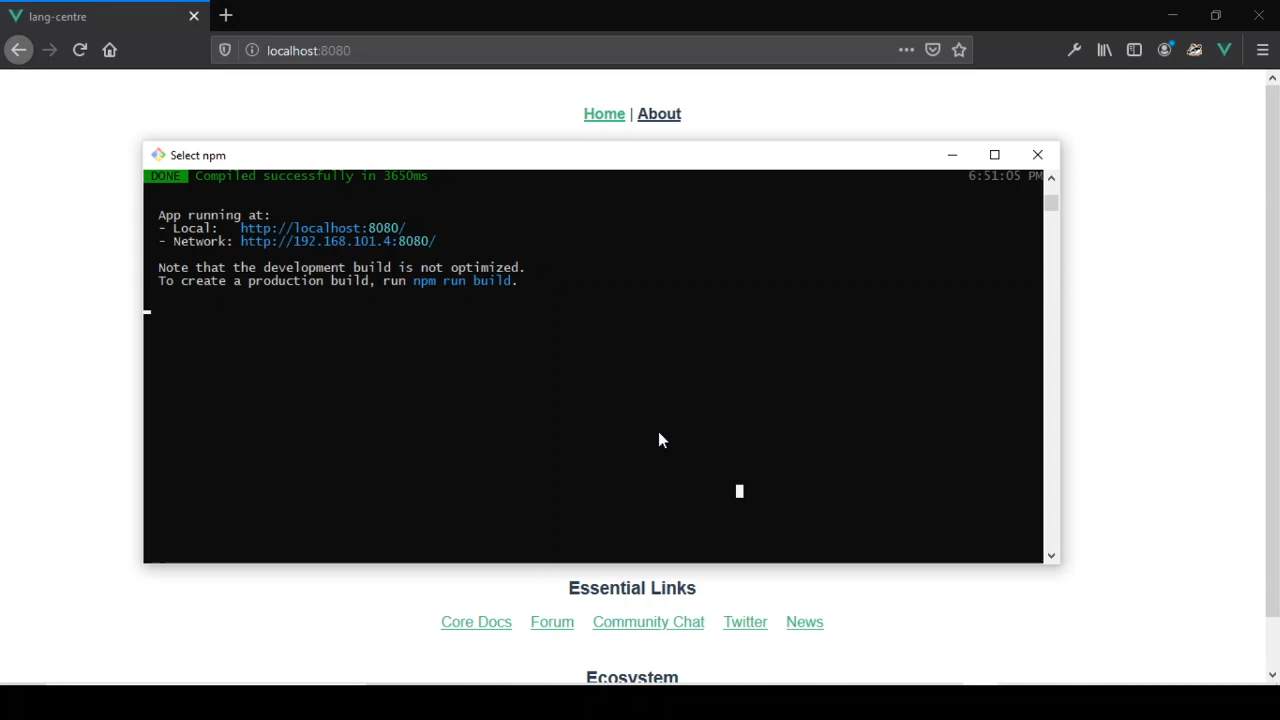 lang-centre
localhost:8080
Home | About
Select npm
DONE Compiled successfully in 3650ms 6:51:05 PM
App running at:
- Local: http://localhost:8080/
- Network: http://192.168.101.4:8080/
Note that the development build is not optimized.
To create a production build, run npm run build.
Essential Links
Core Docs Forum Community Chat Twitter News
Ecosystem